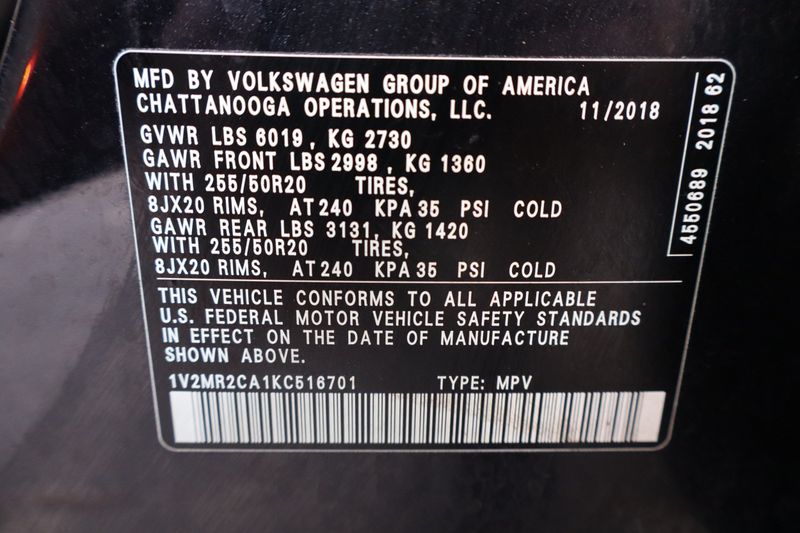 MFD BY VOLKSWAGEN GROUP OF AMERICA
CHATTANOOGA OPERATIONS, LLC. 11/2018
GVWR LBS 6019, KG 2730
GAWR FRONT LBS 2998, KG 1360
WITH 255/50R20 TIRES,
8JX20 RIMS, AT 240 KPA 35 PSI COLD
GAWR REAR LBS 3131, KG 1420
WITH 255/50R20 TIRES,
8JX20 RIMS, AT 240 KPA 35 PSI COLD
THIS VEHICLE CONFORMS TO ALL APPLICABLE
U.S. FEDERAL MOTOR VEHICLE SAFETY STANDARDS
IN EFFECT ON THE DATE OF MANUFACTURE
SHOWN ABOVE.
1V2MR2CA1KC516701 TYPE: MPV
4550689 2018 62